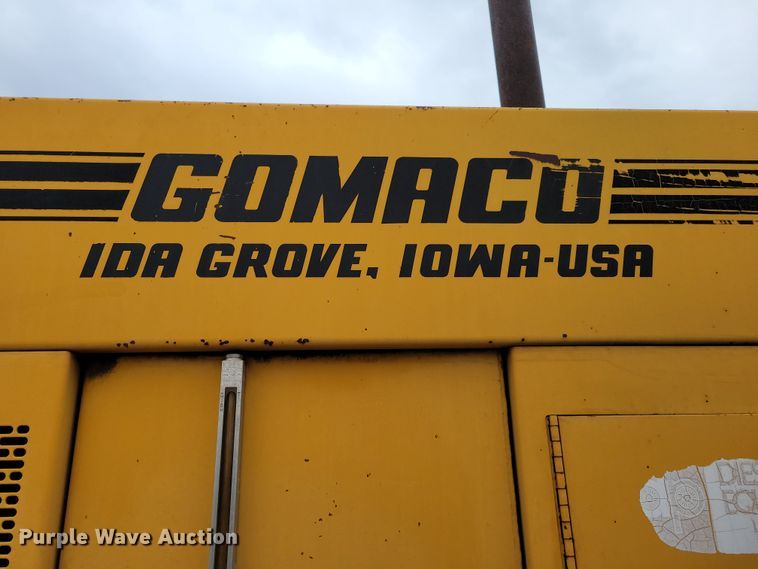 GOMACO
IDA GROVE, IOWA-USA
Purple Wave Auction